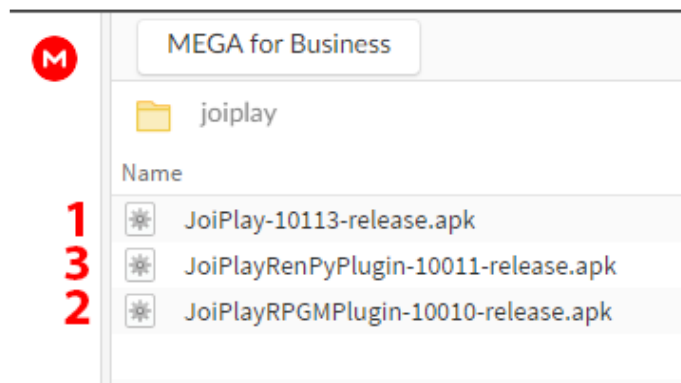 M
MEGA for Business
joiplay
Name
1 JoiPlay-10113-release.apk
3 JoiPlayRenPyPlugin-10011-release.apk
2 JoiPlayRPGMPlugin-10010-release.apk